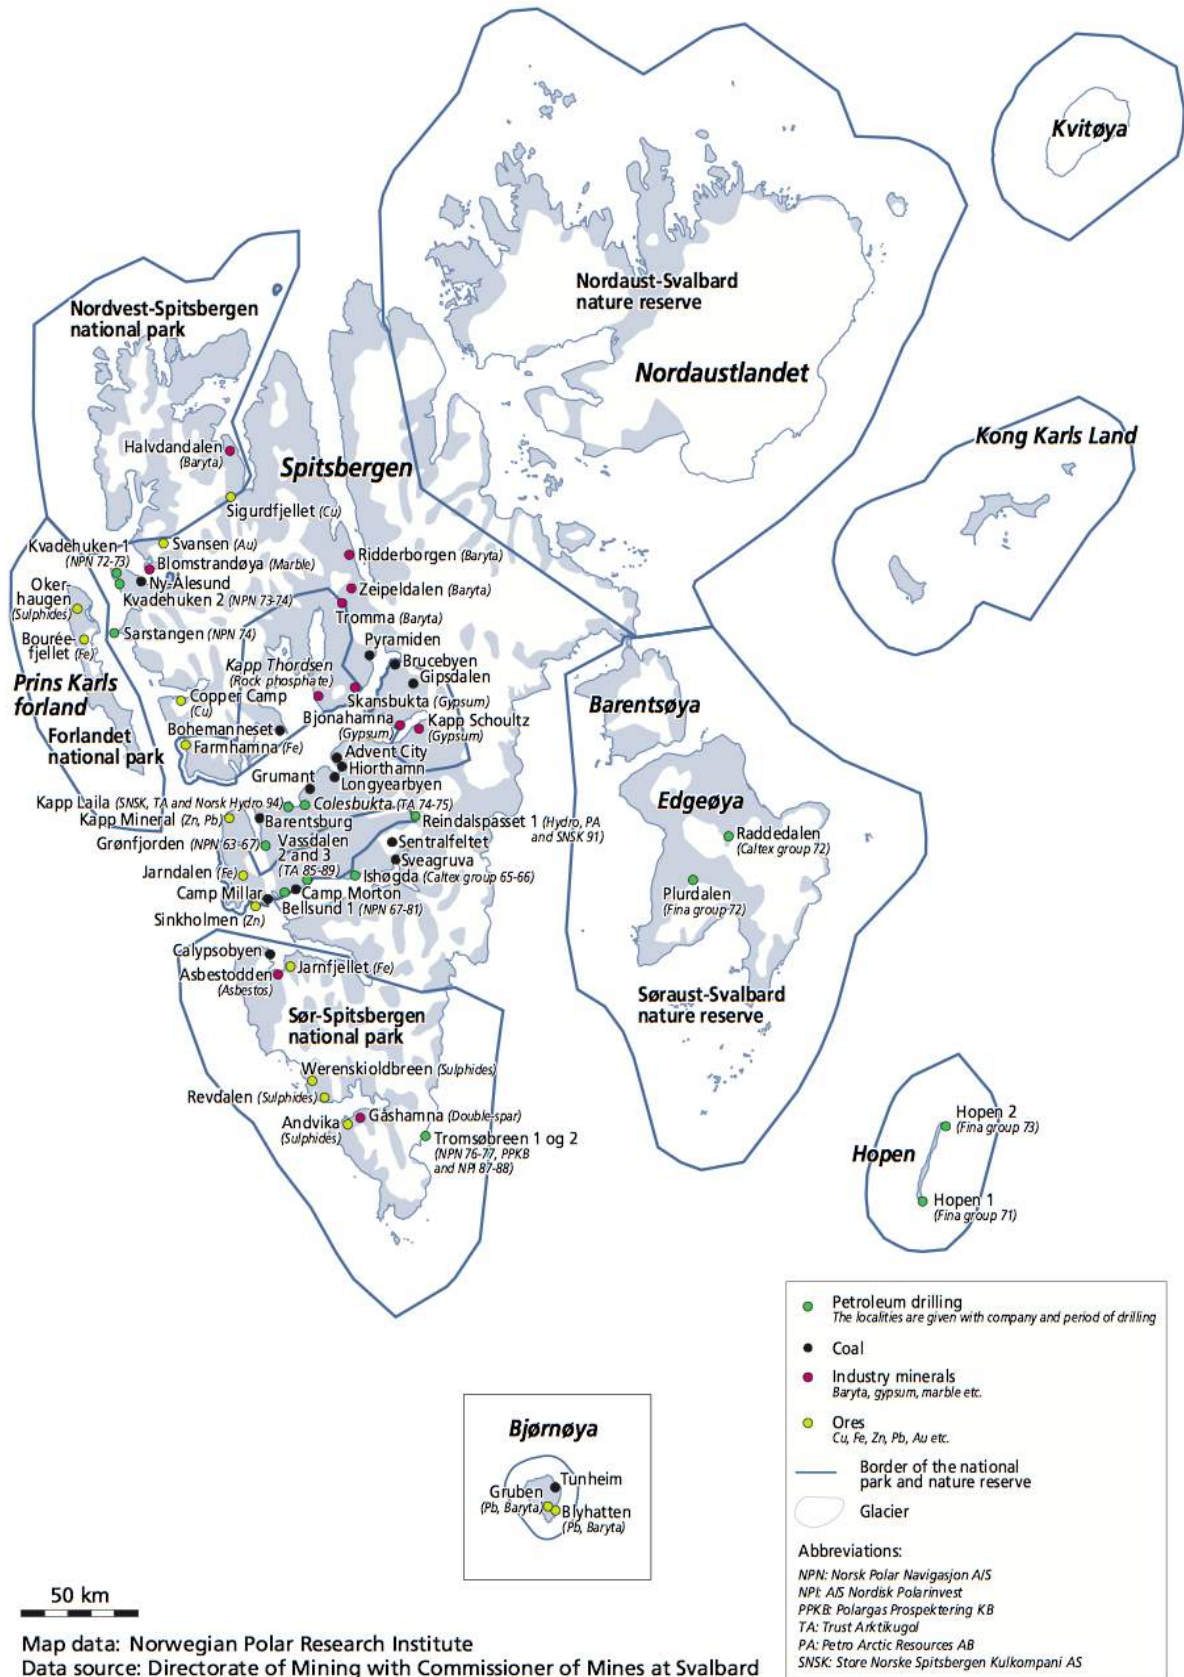 Kvitøya
Nordaust-Svalbard
nature reserve
Nordaustlandet
Nordvest-Spitsbergen
national park
Kong Karls Land
Halvdandalen
(Baryta)
Spitsbergen
Sigurdfjellet (Cu)
Kvadehuken 1
(NPN 72-73)
Svansen (Au)
Blomstrandøya (Marble)
Ny-Ålesund
Kvadehuken 2 (NPN 73-74)
Ridderborgen (Baryta)
Zeipeldalen (Baryta)
Tromma (Baryta)
Oker-
haugen
(Sulphides)
Sarstangen (NPN 74)
Bourée-
fjellet (Fe)
Pyramiden
Brucebyen
Gipsdalen
Kapp Thordsen
(Rock phosphate)
Skansbukta (Gypsum)
Prins Karls
forland
Copper Camp
(Cu)
Bjonahamna
(Gypsum)
Kapp Schoultz
(Gypsum)
Barentsøya
Forlandet
national park
Bohemanneset
Farmhamna (Fe)
Advent City
Hiorthamn
Longyearbyen
Grumant
Kapp Laila (SNSK, TA and Norsk Hydro 94)
Colesbukta (TA 74-75)
Edgeøya
Kapp Mineral (Zn, Pb)
Barentsburg
Reindalspasset 1 (Hydro, PA
and SNSK 91)
Raddedalen
(Caltex group 72)
Grønfjorden (NPN 63-67)
Vassdalen
2 and 3
(TA 85-89)
Sentralfeltet
Sveagruva
Jarndalen (Fe)
Ishøgda (Caltex group 65-66)
Plurdalen
(Fina group 72)
Camp Millar
Camp Morton
Bellsund 1 (NPN 67-81)
Sinkholmen (Zn)
Calypsobyen
Jarnfjellet (Fe)
Asbestodden
(Asbestos)
Søraust-Svalbard
nature reserve
Sør-Spitsbergen
national park
Werenskioldbreen (Sulphides)
Revdalen (Sulphides)
Andvika
(Sulphides)
Gåshamna (Double-spar)
Tromsøbreen 1 og 2
(NPN 76-77, PPKB
and NPI 87-88)
Hopen 2
(Fina group 73)
Hopen
Hopen 1
(Fina group 71)
Petroleum drilling
The localities are given with company and period of drilling
Coal
Industry minerals
Baryta, gypsum, marble etc.
Ores
Cu, Fe, Zn, Pb, Au etc.
Border of the national
park and nature reserve
Glacier
Abbreviations:
NPN: Norsk Polar Navigasjon A/S
NPI: A/S Nordisk Polarinvest
PPKB: Polargas Prospektering KB
TA: Trust Arktikugol
PA: Petro Arctic Resources AB
SNSK: Store Norske Spitsbergen Kulkompani AS
Bjørnøya
Tunheim
Gruben
(Pb, Baryta)
Blyhatten
(Pb, Baryta)
50 km
Map data: Norwegian Polar Research Institute
Data source: Directorate of Mining with Commissioner of Mines at Svalbard